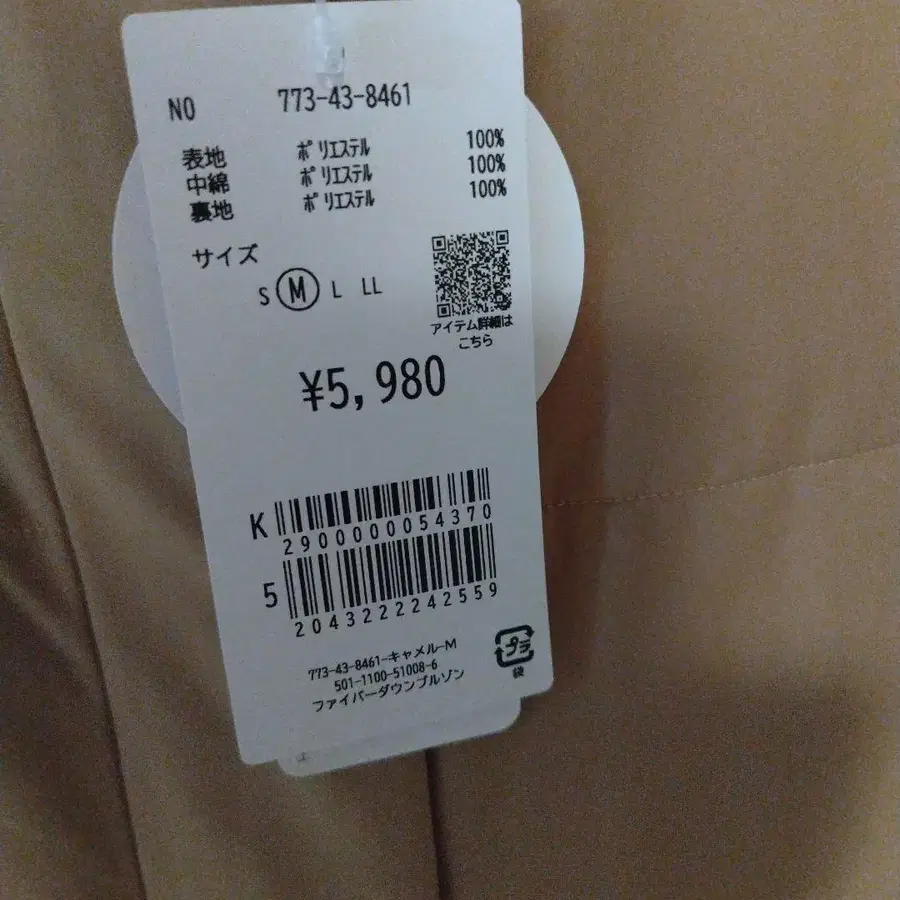 NO 773-43-8461
表地 ポリエステル 100%
中綿 ポリエステル 100%
裏地 ポリエステル 100%
サイズ
S M L LL
アイテム詳細は
こちら
¥5,980
K
2900000054370
5
2043222242559
773-43-8461-キャメル-M
501-1100-51008-6
ファイバーダウンブルゾン
プラ
袋